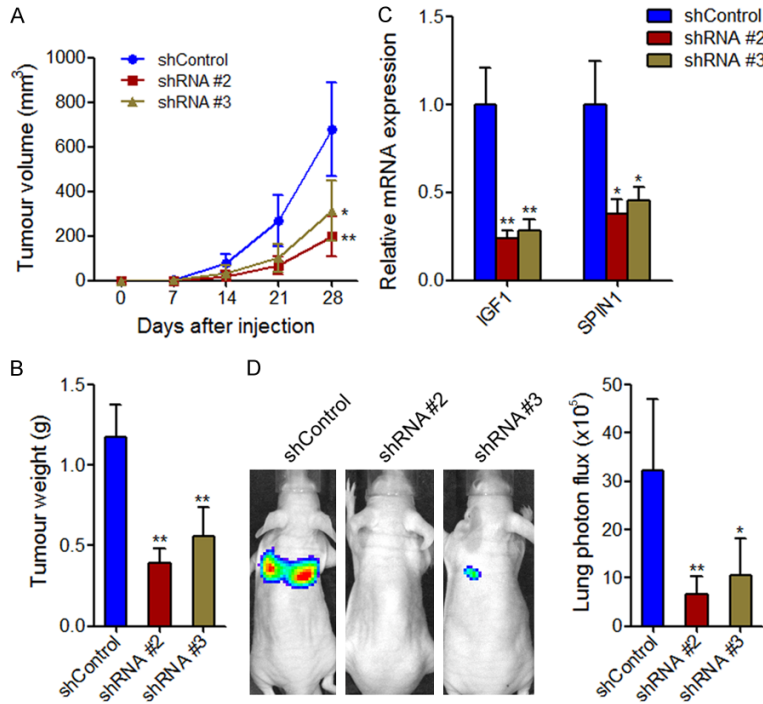 A
Tumour volume (mm³)
1000
800
600
400
200
0
shControl
shRNA #2
shRNA #3
*
**
0 7 14 21 28
Days after injection
C
Relative mRNA expression
1.5
1.0
0.5
0.0
shControl
shRNA #2
shRNA #3
** **
* *
IGF1 SPIN1
B
Tumour weight (g)
1.5
1.0
0.5
0.0
** **
shControl shRNA #2 shRNA #3
D
shControl shRNA #2 shRNA #3
Lung photon flux (x10⁵)
50
40
30
20
10
0
** *
shControl shRNA #2 shRNA #3